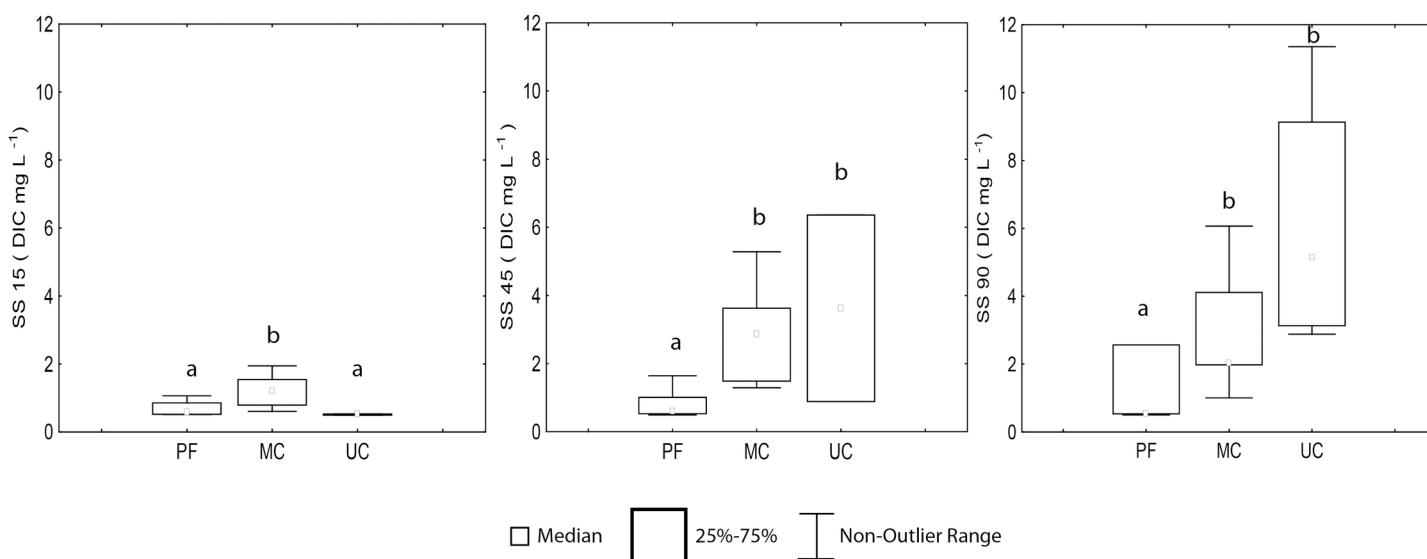 SS 15 ( DIC mg L -1)
12
10
8
6
4
2
0
a
b
a
PF MC UC
SS 45 ( DIC mg L -1 )
12
10
8
6
4
2
0
a
b
b
PF MC UC
SS 90 ( DIC mg L -1)
12
10
8
6
4
2
0
a
b
b
PF MC UC
Median 25%-75% Non-Outlier Range